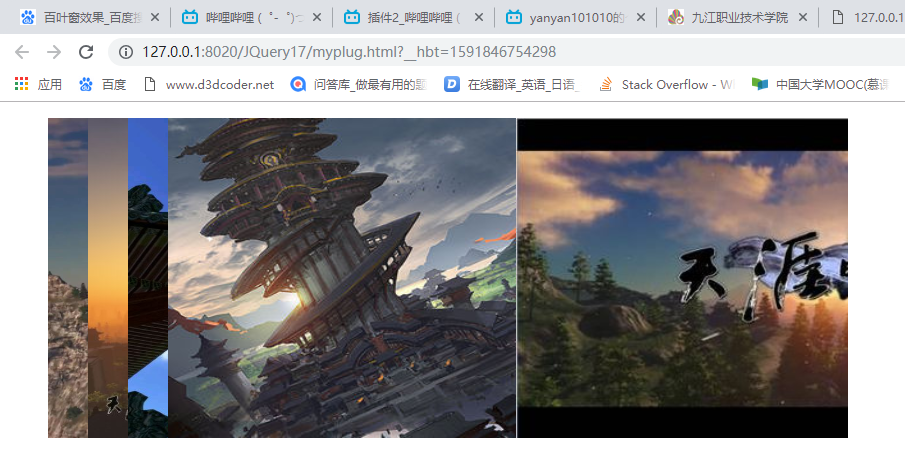 百叶窗效果_百度搜
哔哩哔哩 ( ゜- ゜)つ
插件2_哔哩哔哩 (
yanyan101010的
九江职业技术学院
127.0.0.1
127.0.0.1:8020/JQuery17/myplug.html?__hbt=1591846754298
应用
百度
www.d3dcoder.net
问答库_做最有用的题
在线翻译_英语_日语_
Stack Overflow - W
中国大学MOOC(慕课
天
天涯